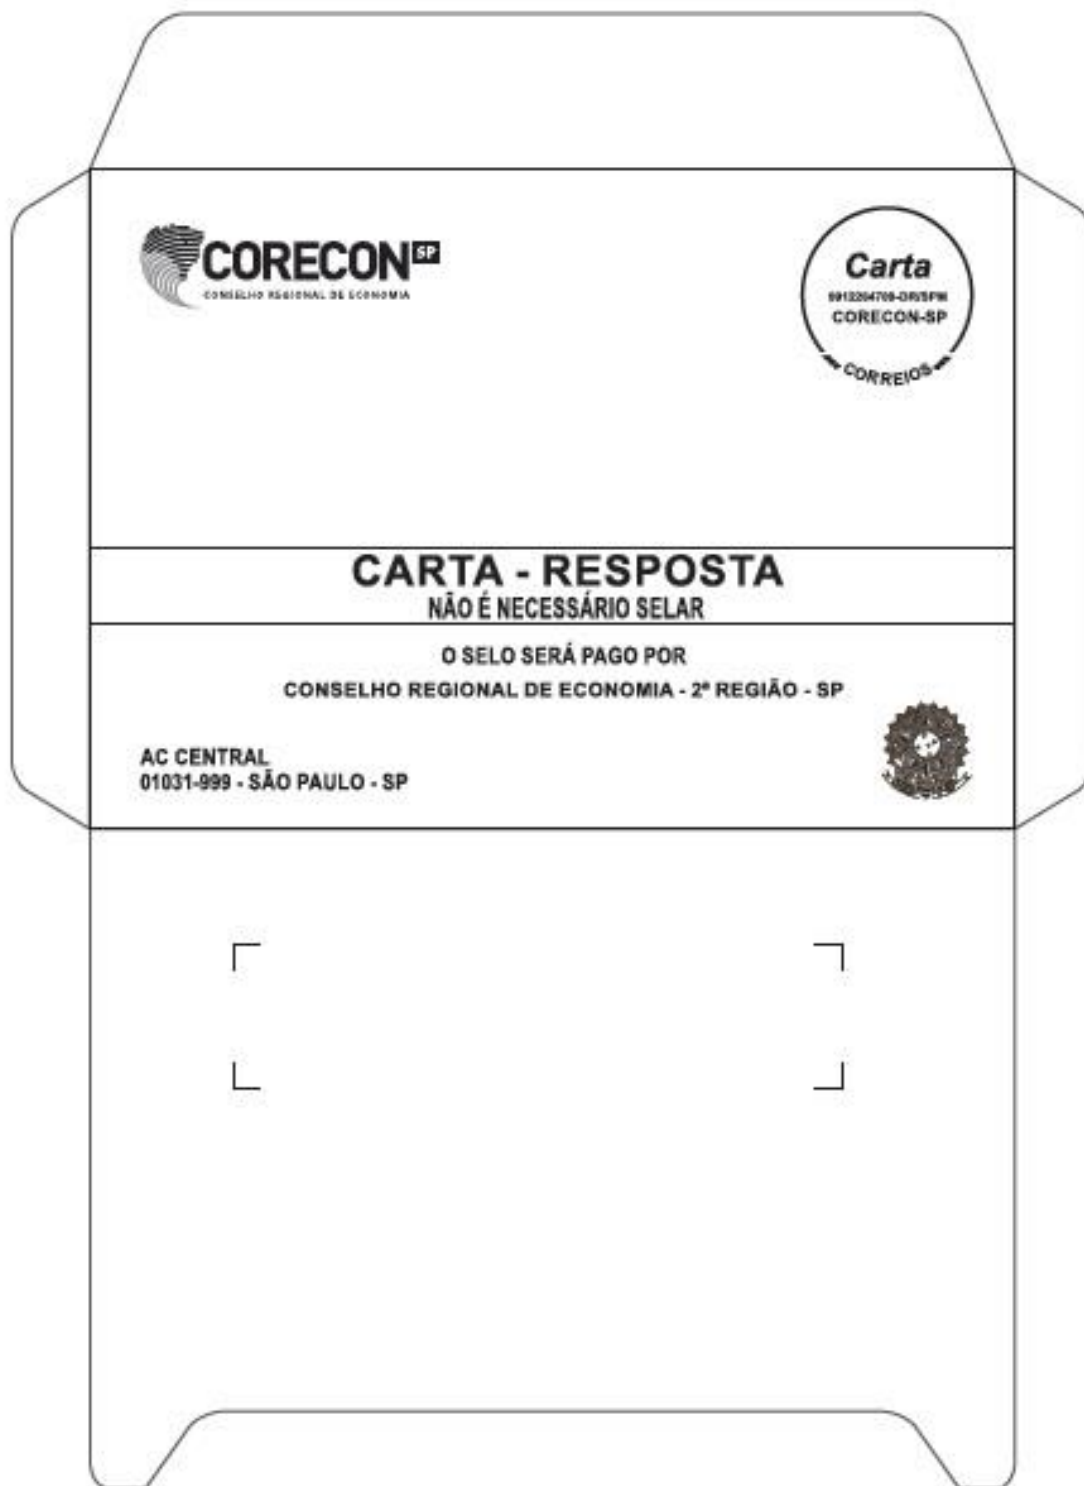 CORECON SP
CONSELHO REGIONAL DE ECONOMIA
Carta
CORECON-SP
CORREIOS
CARTA - RESPOSTA
NÃO É NECESSÁRIO SELAR
O SELO SERÁ PAGO POR
CONSELHO REGIONAL DE ECONOMIA - 2ª REGIÃO - SP
AC CENTRAL
01031-999 - SÃO PAULO - SP